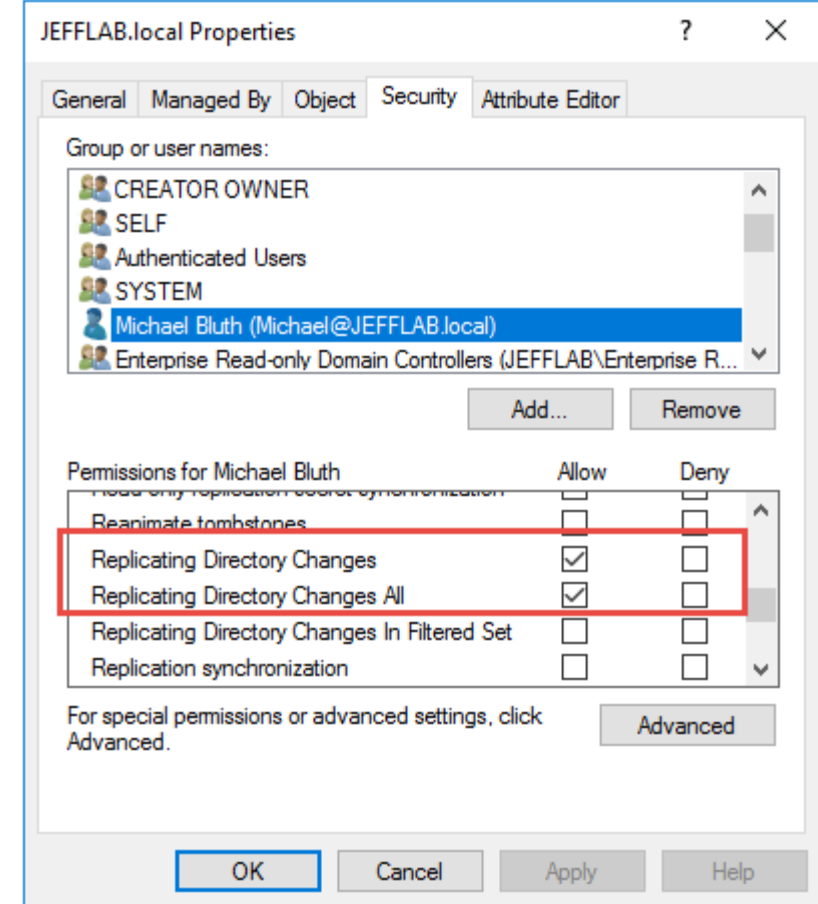 JEFFLAB.local Properties ?
General Managed By Object Security Attribute Editor
Group or user names:
CREATOR OWNER
SELF
Authenticated Users
SYSTEM
Michael Bluth (Michael@JEFFLAB.local)
Enterprise Read-only Domain Controllers (JEFFLAB\Enterprise R...
Add... Remove
Permissions for Michael Bluth Allow Deny
Reanimate tombstones
Replicating Directory Changes
Replicating Directory Changes All
Replicating Directory Changes In Filtered Set
Replication synchronization
For special permissions or advanced settings, click
Advanced.
Advanced
OK Cancel Apply Help